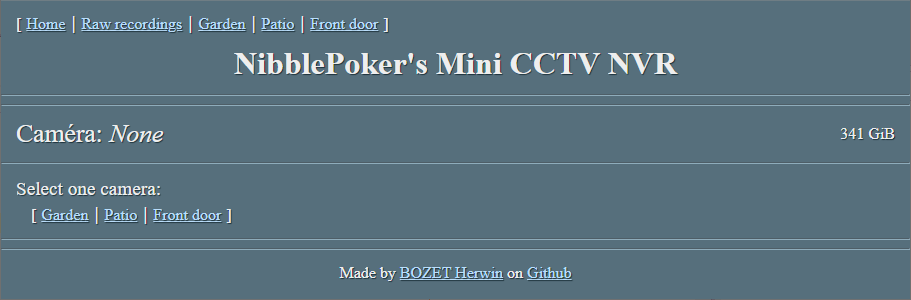 [ Home | Raw recordings | Garden | Patio | Front door ]
NibblePoker's Mini CCTV NVR
Caméra: None 341 GiB
Select one camera:
[ Garden | Patio | Front door ]
Made by BOZET Herwin on Github